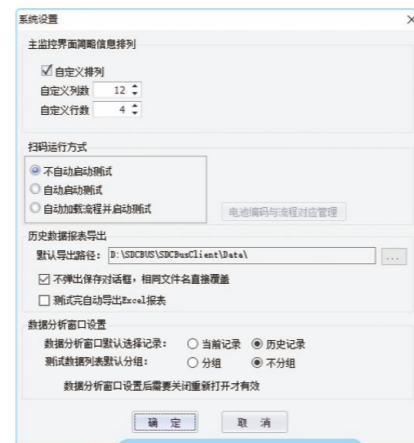 系统设置
主监控界面简略信息排列
自定义排列
自定义列数 12
自定义行数 4
扫码运行方式
不自动启动测试
自动启动测试
自动加载流程并启动测试 电池编码与流程对应管理
历史数据报表导出
默认导出路径: D:\SDCBUS\SDCBusClient\Data\ ...
不弹出保存对话框，相同文件名直接覆盖
测试完自动导出Excel报表
数据分析窗口设置
数据分析窗口默认选择记录: 当前记录 历史记录
测试数据列表默认分组: 分组 不分组
数据分析窗口设置后需要关闭重新打开才有效
确 定 取 消